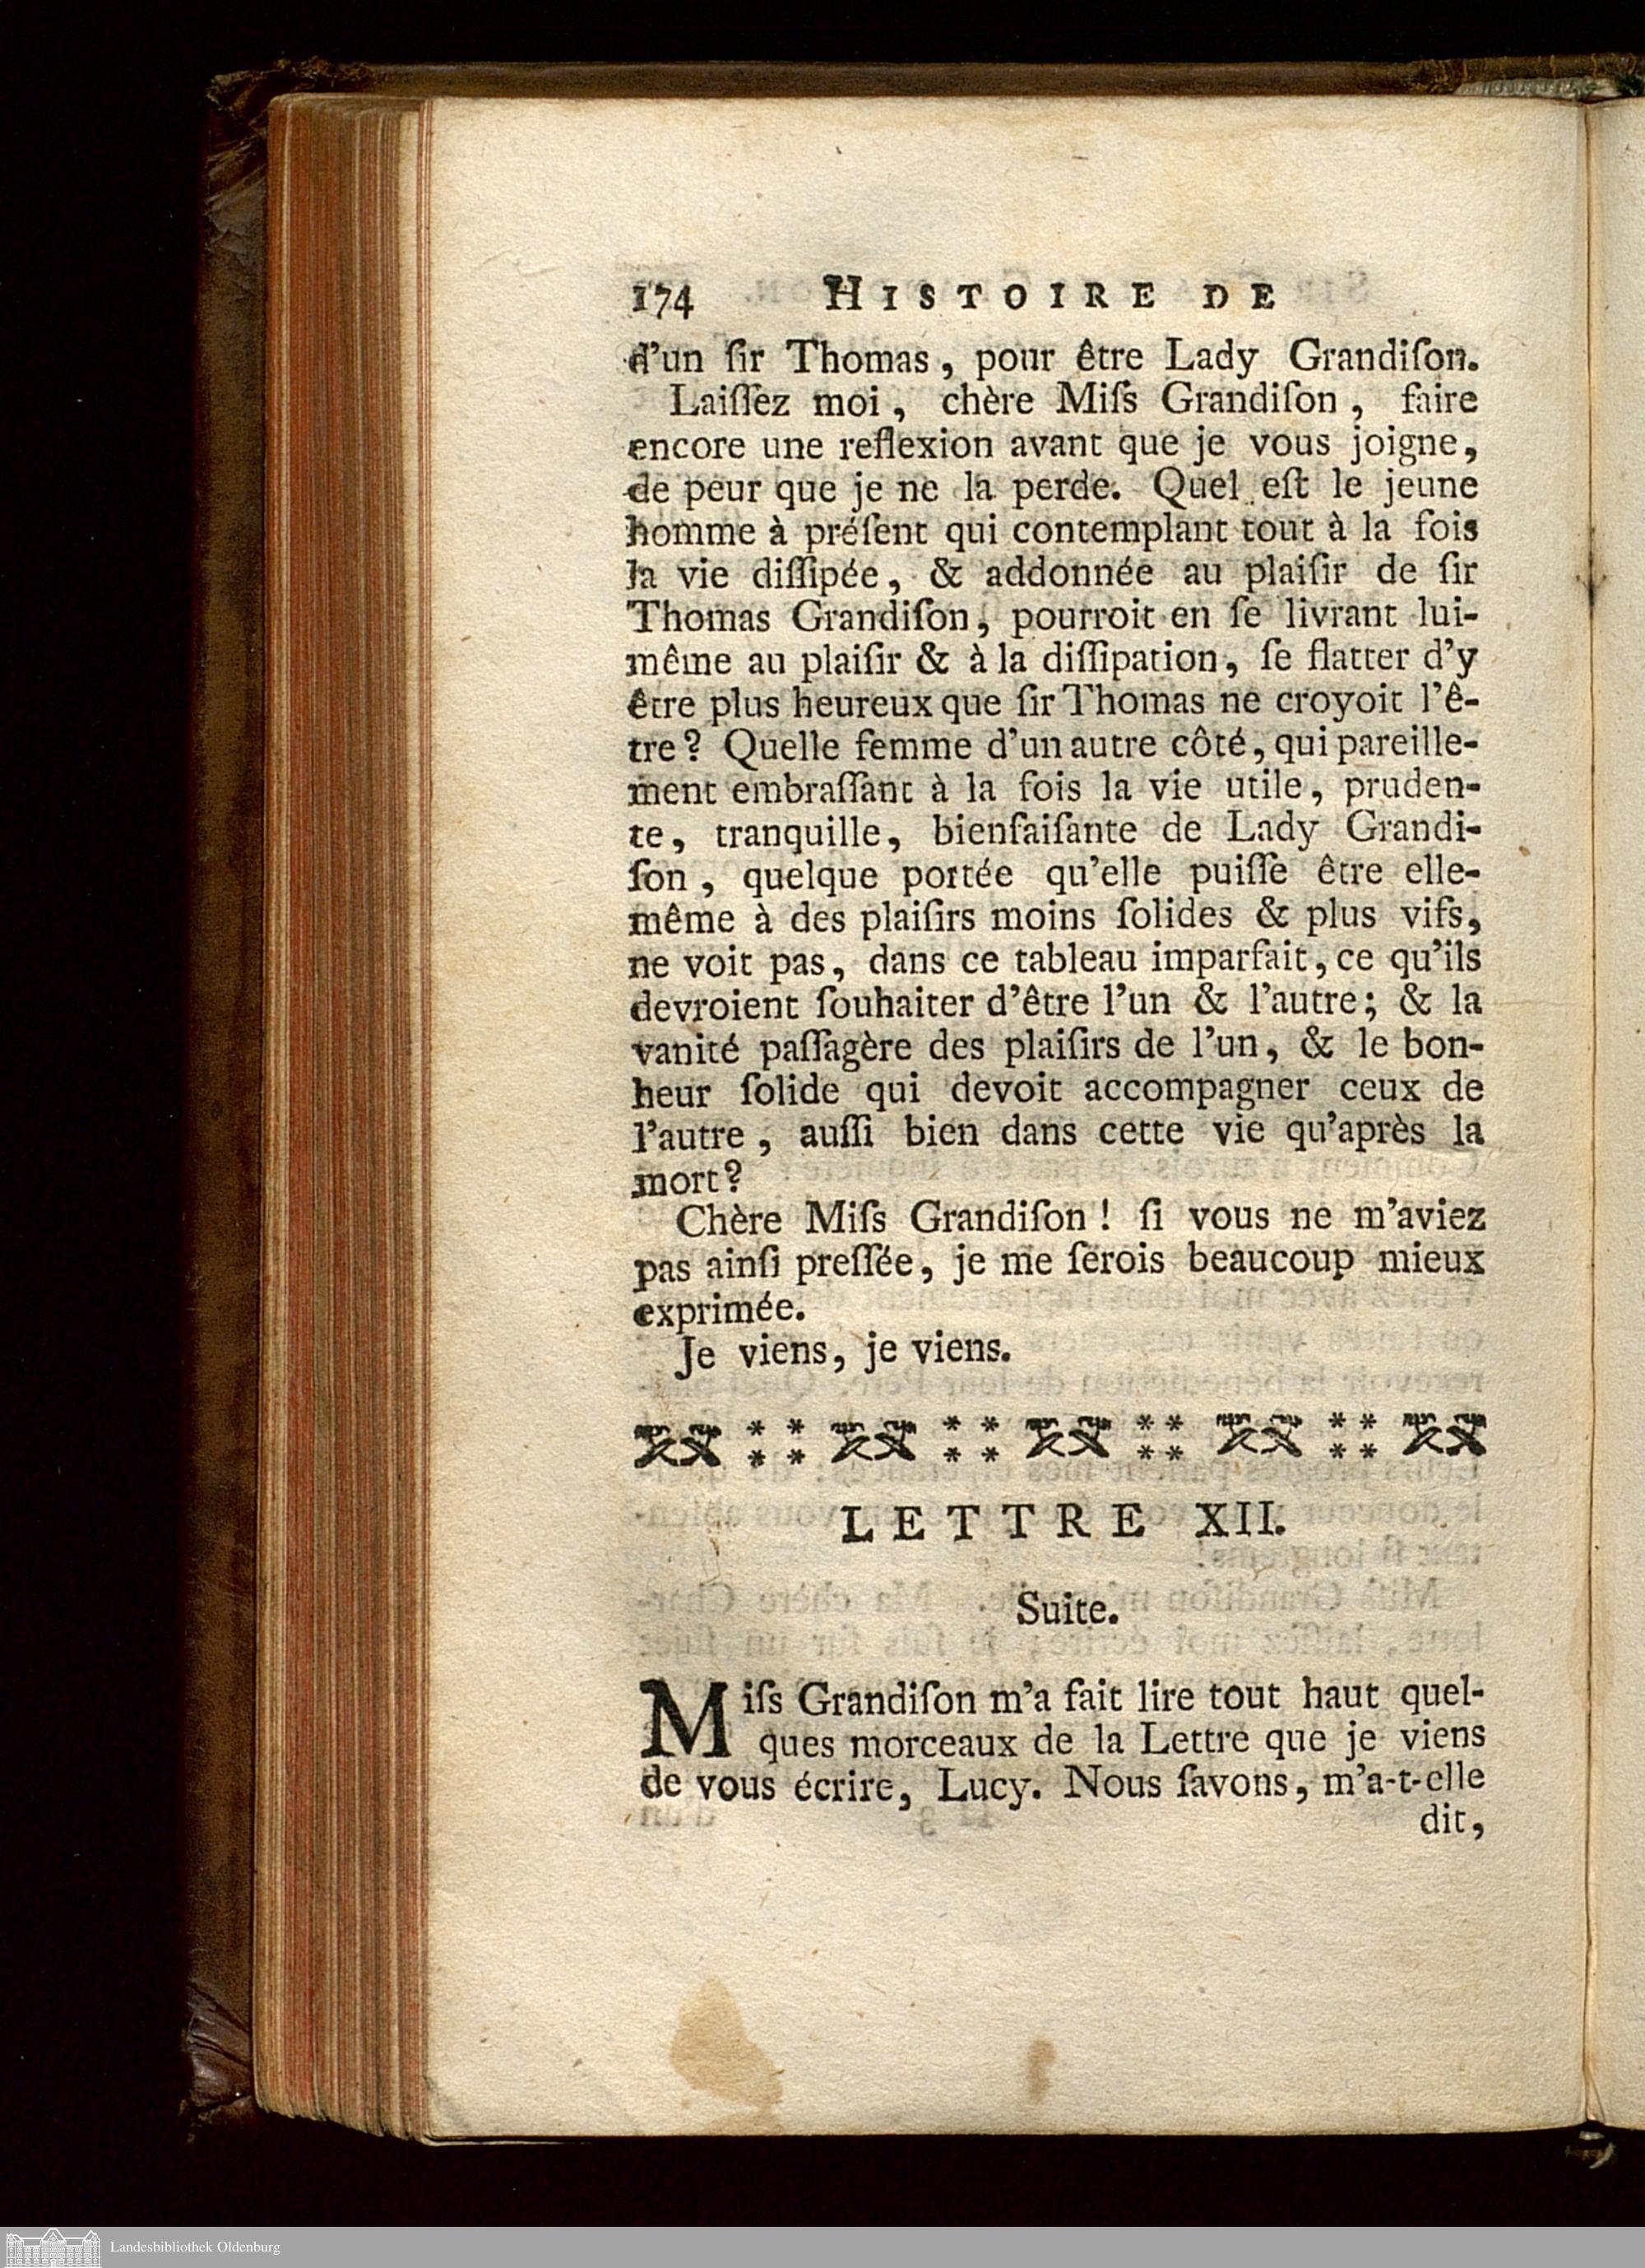 174 HISTOIRE DE
d'un ſir Thomas, pour être Lady Grandiſon.
Laiſſez moi, chère Miſs Grandiſon, faire
encore une reflexion avant que je vous joigne,
de peur que je ne la perde. Quel eſt le jeune
homme à préſent qui contemplant tout à la fois
la vie diſſipée, & addonnée au plaiſir de ſir
Thomas Grandiſon, pourroit en ſe livrant lui-
même au plaiſir & à la diſſipation, ſe flatter d'y
être plus heureux que ſir Thomas ne croyoit l'ê-
tre? Quelle femme d'un autre côté, qui pareille-
ment embraſſant à la fois la vie utile, pruden-
te, tranquille, bienfaiſante de Lady Grandi-
ſon, quelque portée qu'elle puiſſe être elle-
même à des plaiſirs moins ſolides & plus vifs,
ne voit pas, dans ce tableau imparfait, ce qu'ils
devroient ſouhaiter d'être l'un & l'autre; & la
vanité paſſagère des plaiſirs de l'un, & le bon-
heur ſolide qui devoit accompagner ceux de
l'autre, auſſi bien dans cette vie qu'après la
mort?
Chère Miſs Grandiſon! ſi vous ne m'aviez
pas ainſi preſſée, je me ſerois beaucoup mieux
exprimée.
Je viens, je viens.
LETTRE XII.
Suite.
Miſs Grandiſon m'a fait lire tout haut quel-
ques morceaux de la Lettre que je viens
de vous écrire, Lucy. Nous ſavons, m'a-t-elle
dit,
Landesbibliothek Oldenburg